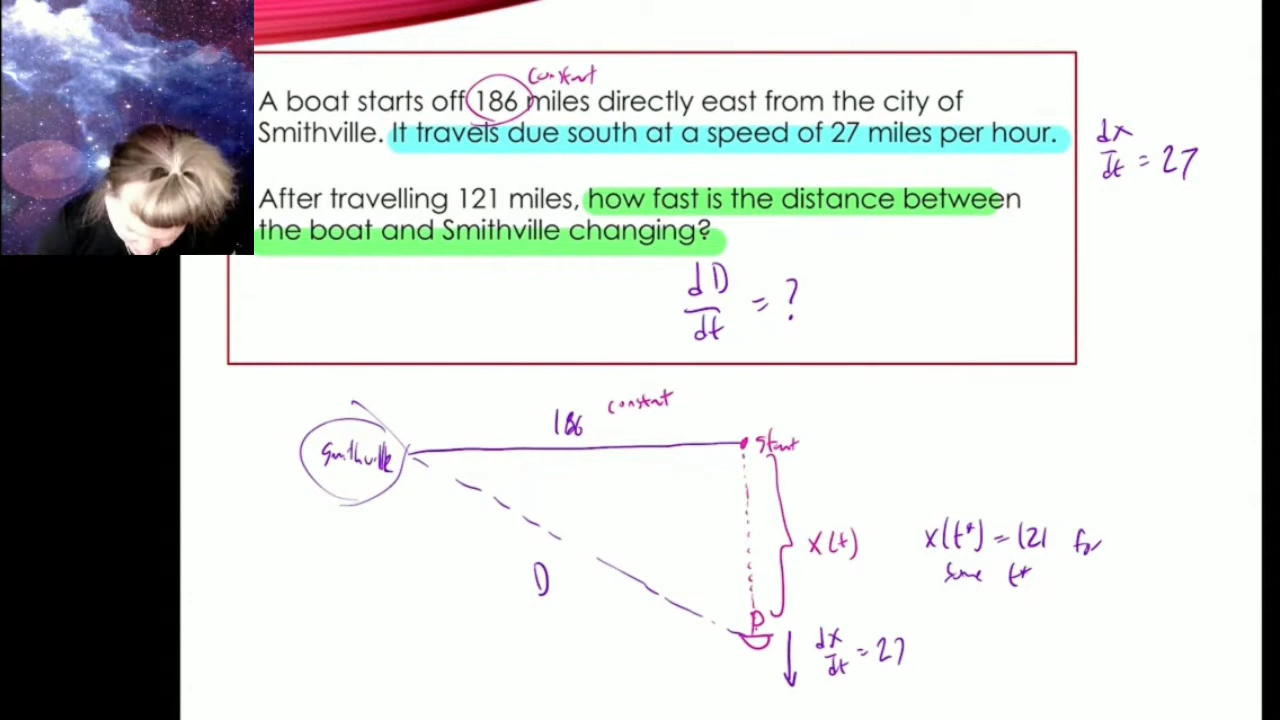 constant
A boat starts off 186 miles directly east from the city of
Smithville. It travels due south at a speed of 27 miles per hour.
dx/dt = 27
After travelling 121 miles, how fast is the distance between
the boat and Smithville changing?
dD/dt = ?
186 constant
Smithville
start
D
x(t)
x(t*) = 121 for
some t*
dx/dt = 27